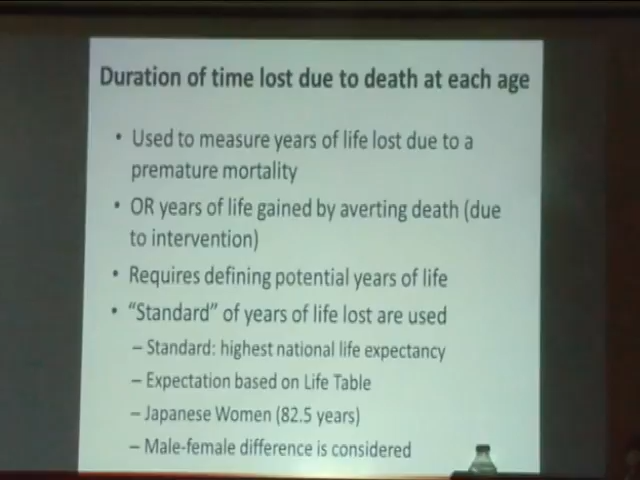 Duration of time lost due to death at each age
• Used to measure years of life lost due to a
premature mortality
• OR years of life gained by averting death (due
to intervention)
• Requires defining potential years of life
• “Standard” of years of life lost are used
– Standard: highest national life expectancy
– Expectation based on Life Table
– Japanese Women (82.5 years)
– Male-female difference is considered